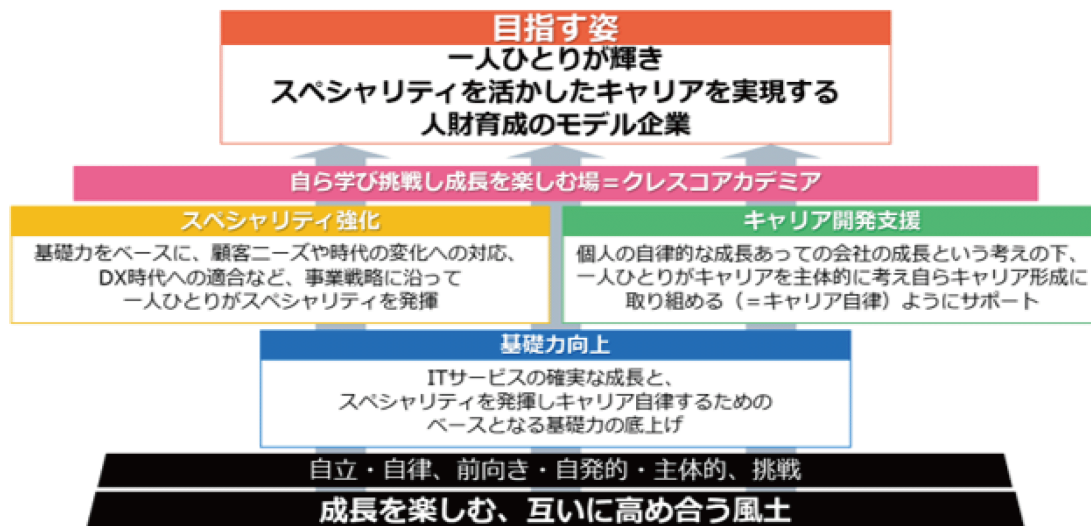 目指す姿
一人ひとりが輝き
スペシャリティを活かしたキャリアを実現する
人財育成のモデル企業
自ら学び挑戦し成長を楽しむ場＝クレスコアカデミア
スペシャリティ強化
基礎力をベースに、顧客ニーズや時代の変化への対応、
DX時代への適合など、事業戦略に沿って
一人ひとりがスペシャリティを発揮
キャリア開発支援
個人の自律的な成長あっての会社の成長という考えの下、
一人ひとりがキャリアを主体的に考え自らキャリア形成に
取り組める（＝キャリア自律）ようにサポート
基礎力向上
ITサービスの確実な成長と、
スペシャリティを発揮しキャリア自律するための
ベースとなる基礎力の底上げ
自立・自律、前向き・自発的・主体的、挑戦
成長を楽しむ、互いに高め合う風土